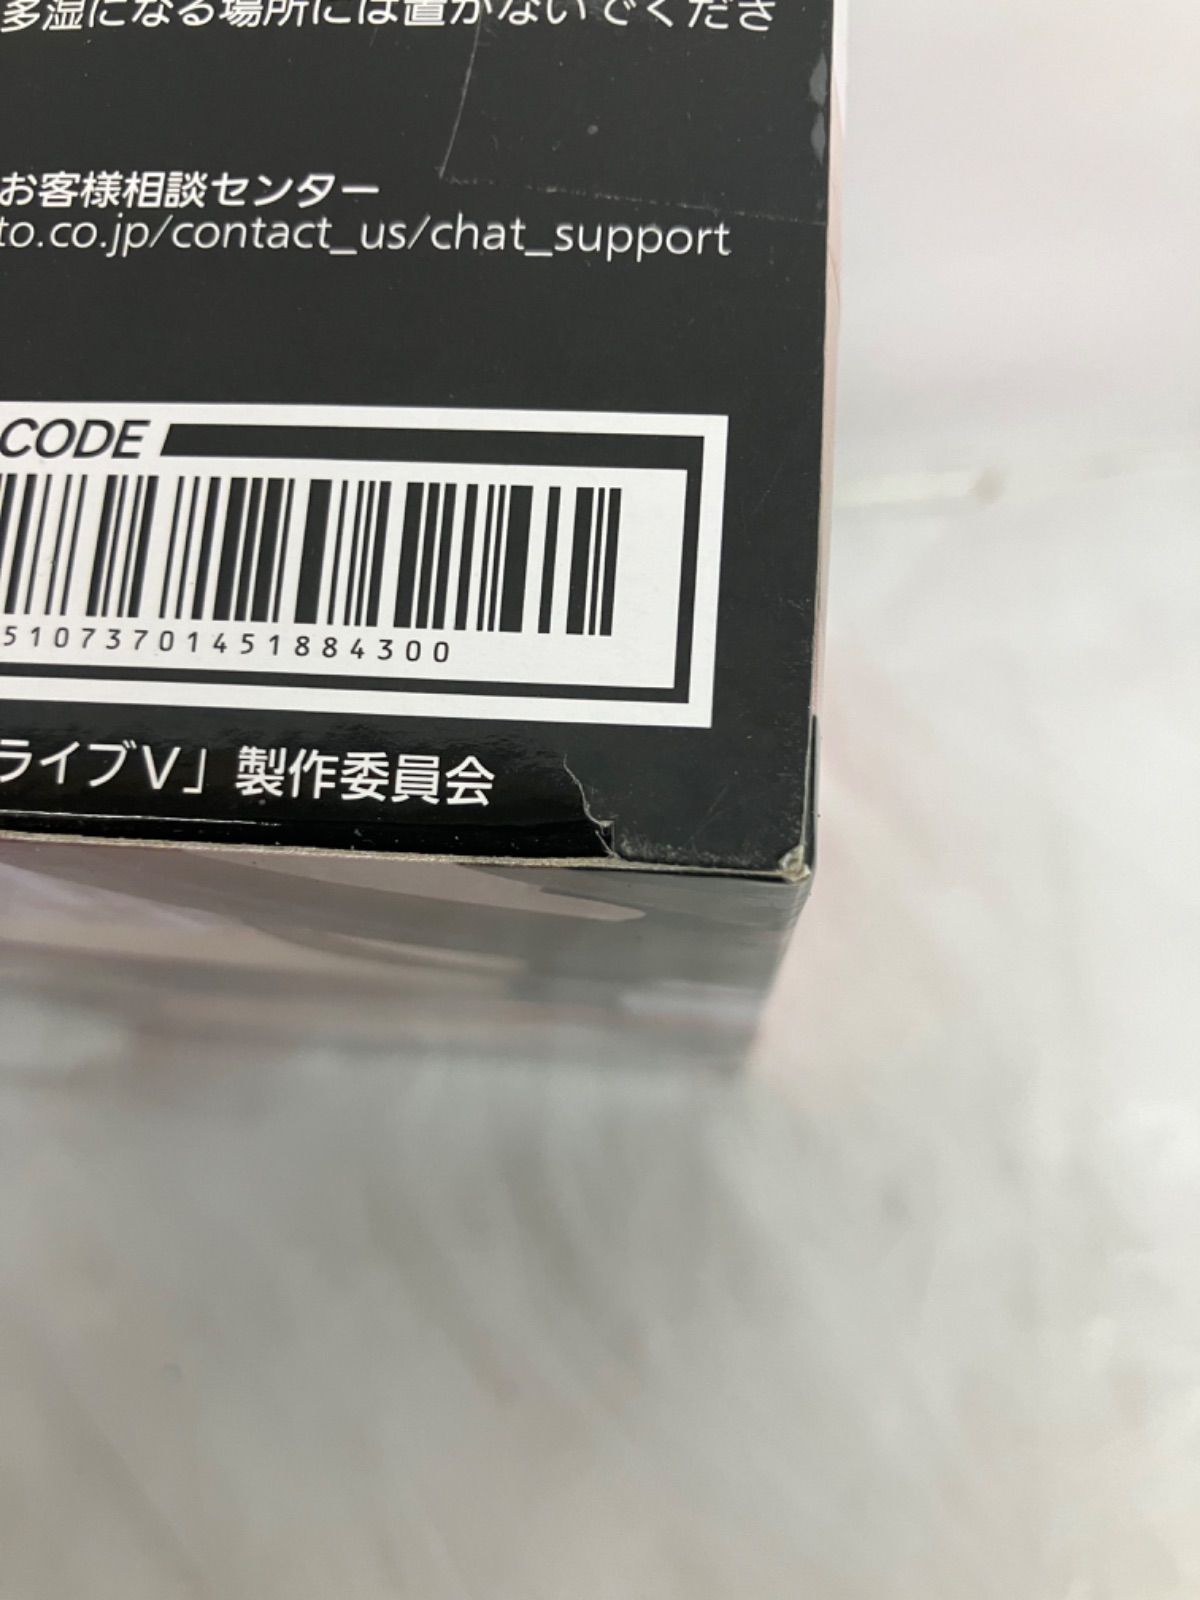 多湿になる場所には置かないでくださ
お客様相談センター
to.co.jp/contact_us/chat_support
CODE
51073701451884300
ライブV」製作委員会